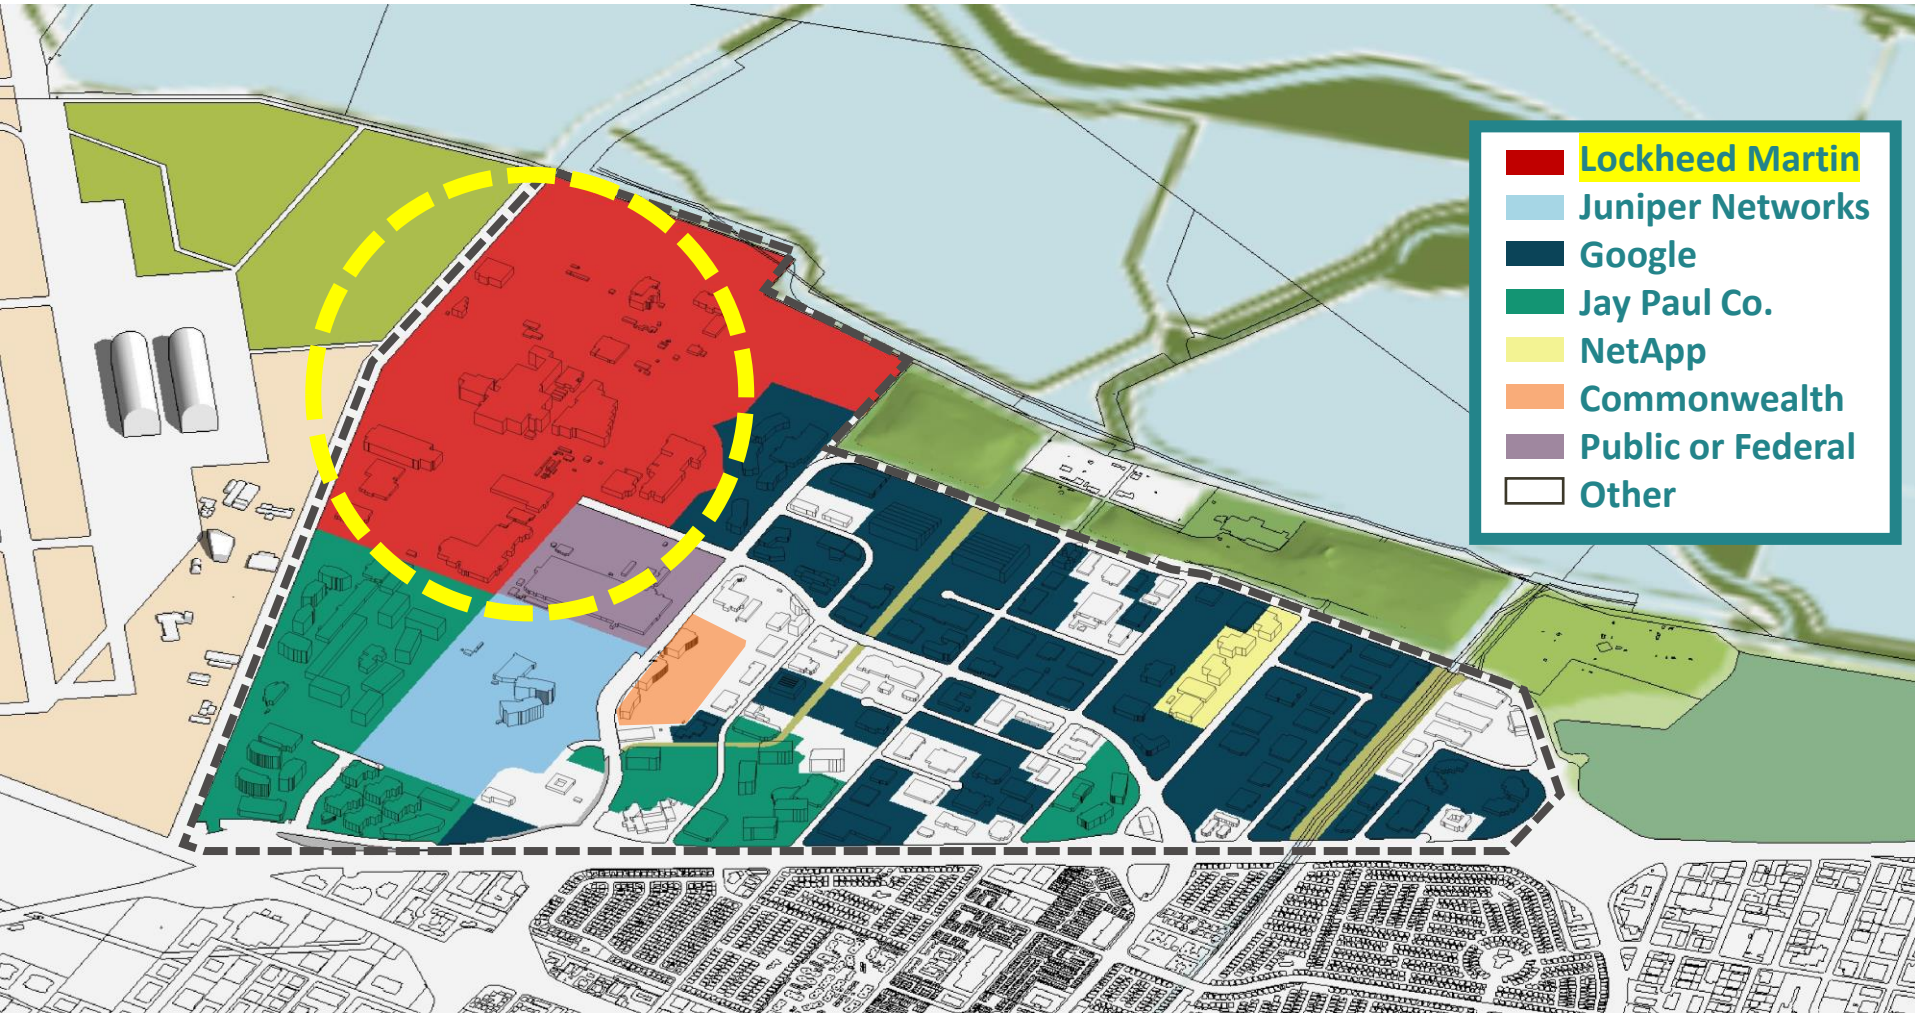 Lockheed Martin
Juniper Networks
Google
Jay Paul Co.
NetApp
Commonwealth
Public or Federal
Other